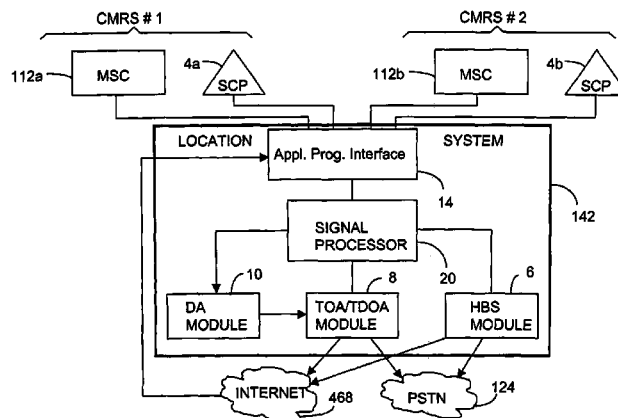 CMRS # 1
CMRS # 2
112a
MSC
4a
SCP
112b
MSC
4b
SCP
LOCATION
SYSTEM
Appl. Prog. Interface
14
142
SIGNAL
PROCESSOR
20
10
8
6
DA
MODULE
TOA/TDOA
MODULE
HBS
MODULE
INTERNET
468
PSTN
124